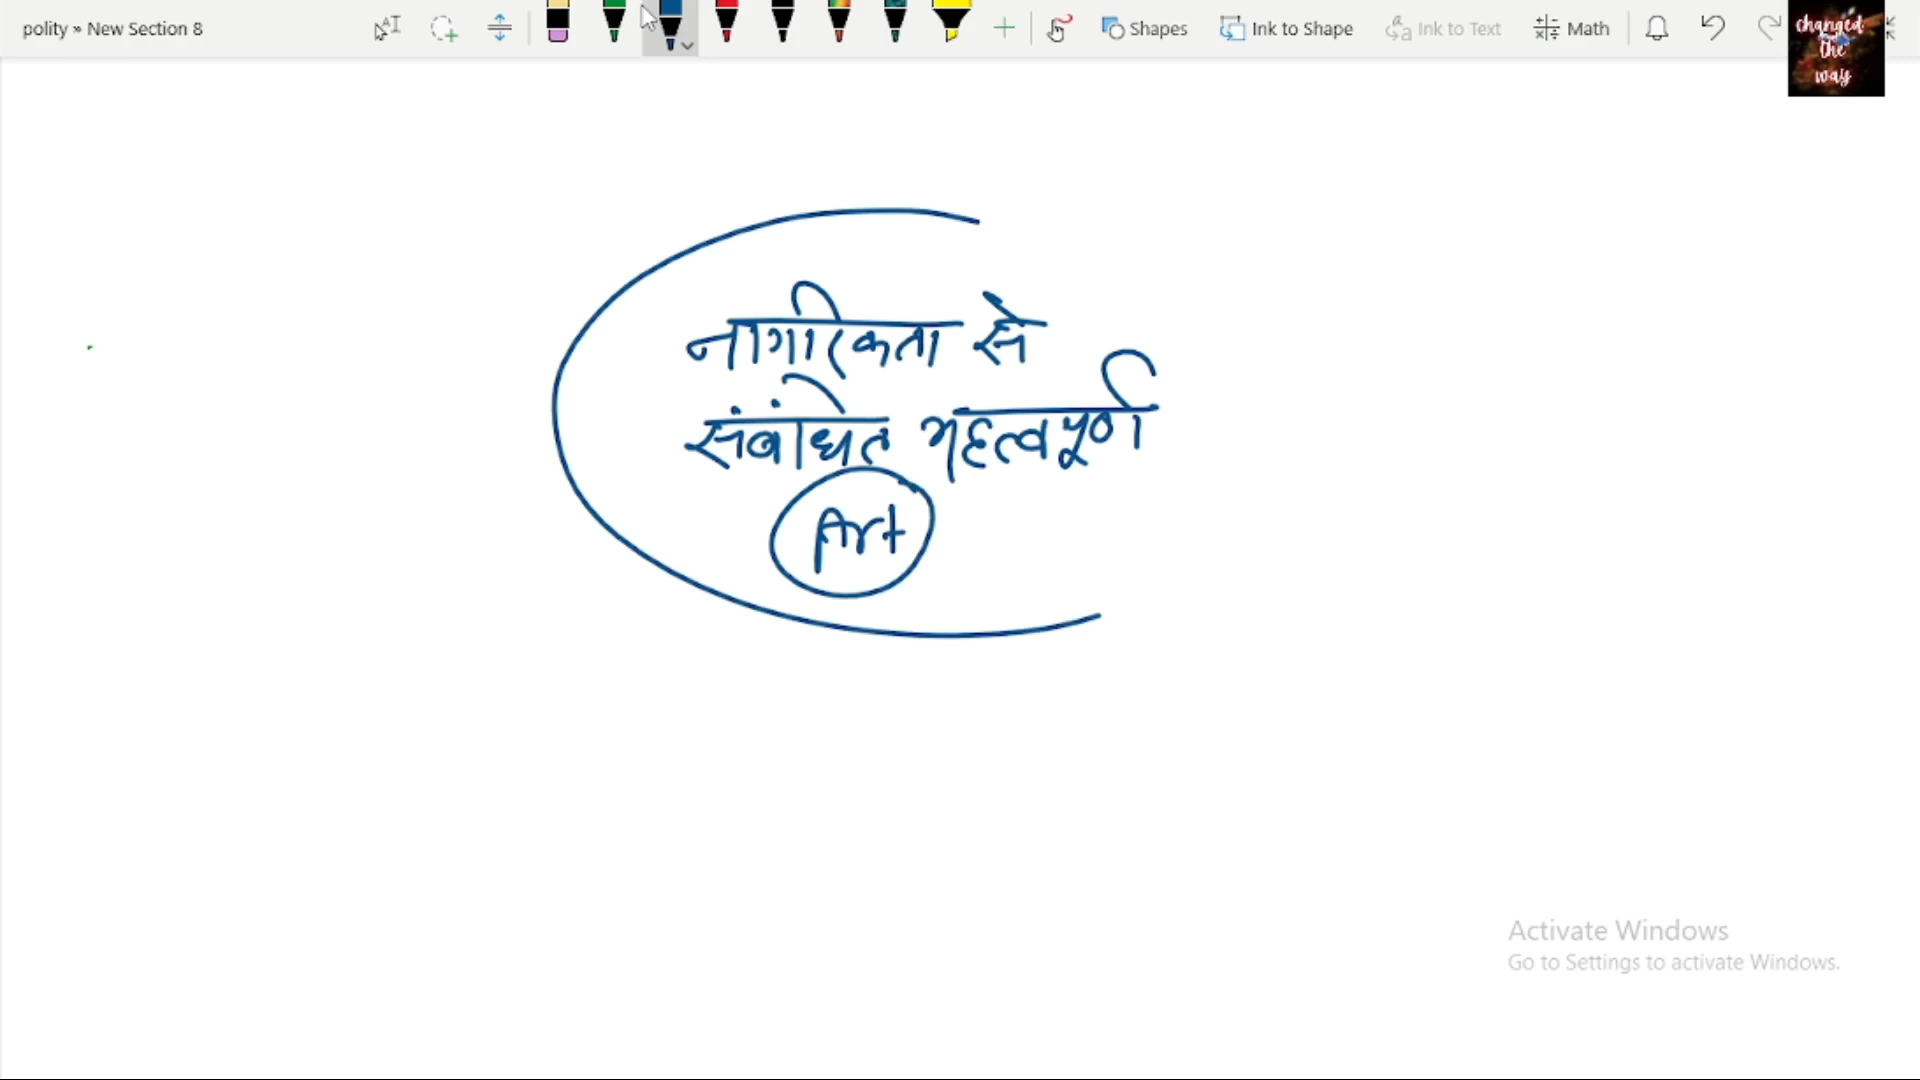 polity » New Section 8
Shapes
Ink to Shape
Ink to Text
Math
changed
the
way
नागरिकता से
संबंधित महत्वपूर्ण
Art
Activate Windows
Go to Settings to activate Windows.